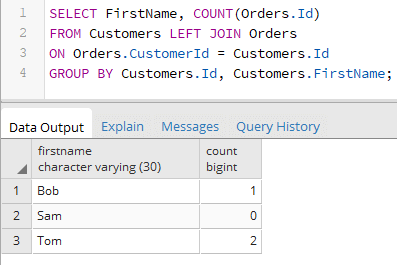 1 SELECT FirstName, COUNT(Orders.Id)
2 FROM Customers LEFT JOIN Orders
3 ON Orders.CustomerId = Customers.Id
4 GROUP BY Customers.Id, Customers.FirstName;
Data Output Explain Messages Query History
firstname count
character varying (30) bigint
1 Bob 1
2 Sam 0
3 Tom 2